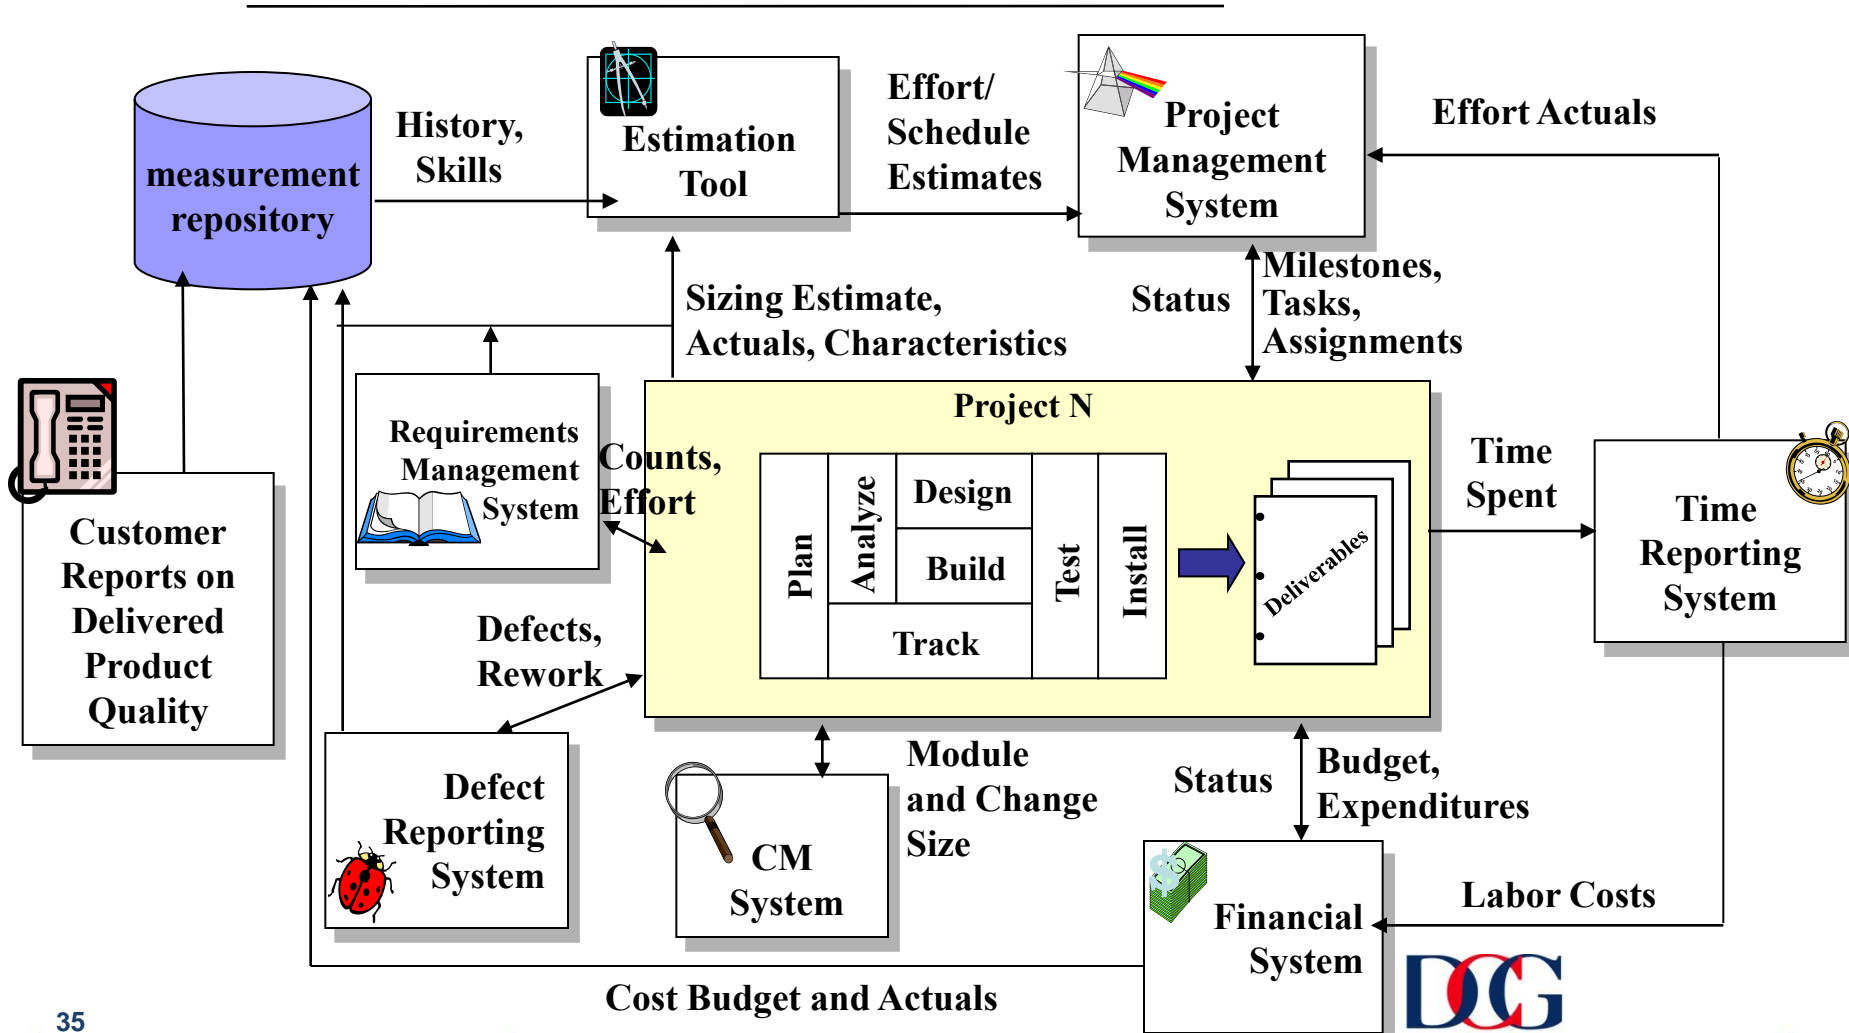 measurement
repository
History,
Skills
Estimation
Tool
Effort/
Schedule
Estimates
Project
Management
System
Effort Actuals
Sizing Estimate,
Actuals, Characteristics
Status
Milestones,
Tasks,
Assignments
Customer
Reports on
Delivered
Product
Quality
Requirements
Management
System
Counts,
Effort
Project N
Plan
Analyze
Design
Build
Track
Test
Install
Deliverables
Time
Spent
Time
Reporting
System
Defects,
Rework
Defect
Reporting
System
CM
System
Module
and Change
Size
Status
Budget,
Expenditures
$
Financial
System
Labor Costs
Cost Budget and Actuals
DCG
35